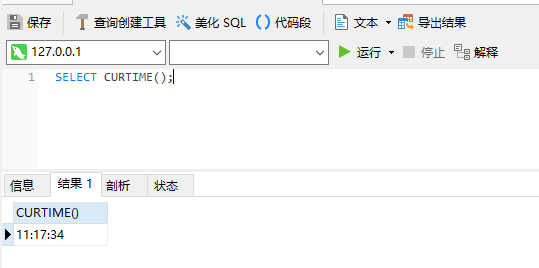 保存 查询创建工具 美化 SQL () 代码段 文本 导出结果
127.0.0.1 运行 停止 解释
1 SELECT CURTIME();
信息 结果 1 剖析 状态
CURTIME()
11:17:34